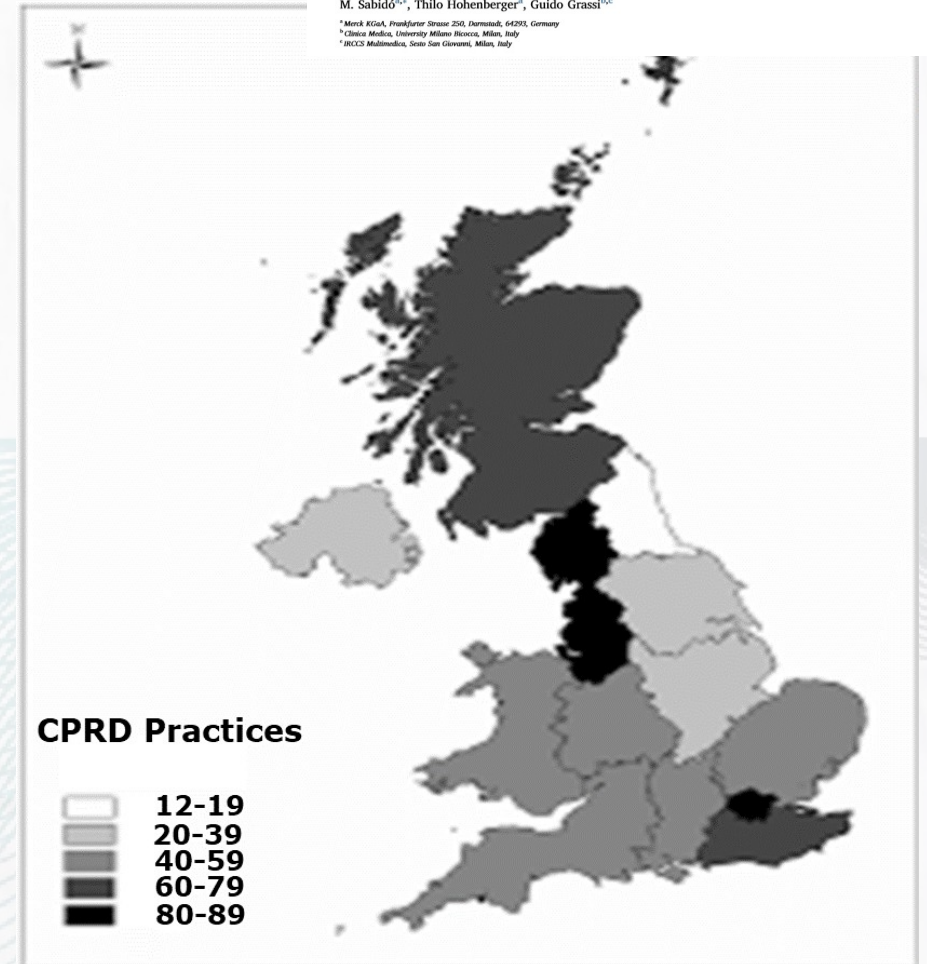 M. Sabidó a,*, Thilo Hohenberger a, Guido Grassi b,c
a Merck KGaA, Frankfurter Strasse 250, Darmstadt, 64293, Germany
b Clinica Medica, University Milano Bicocca, Milan, Italy
c IRCCS Multimedica, Sesto San Giovanni, Milan, Italy
N
CPRD Practices
12-19
20-39
40-59
60-79
80-89